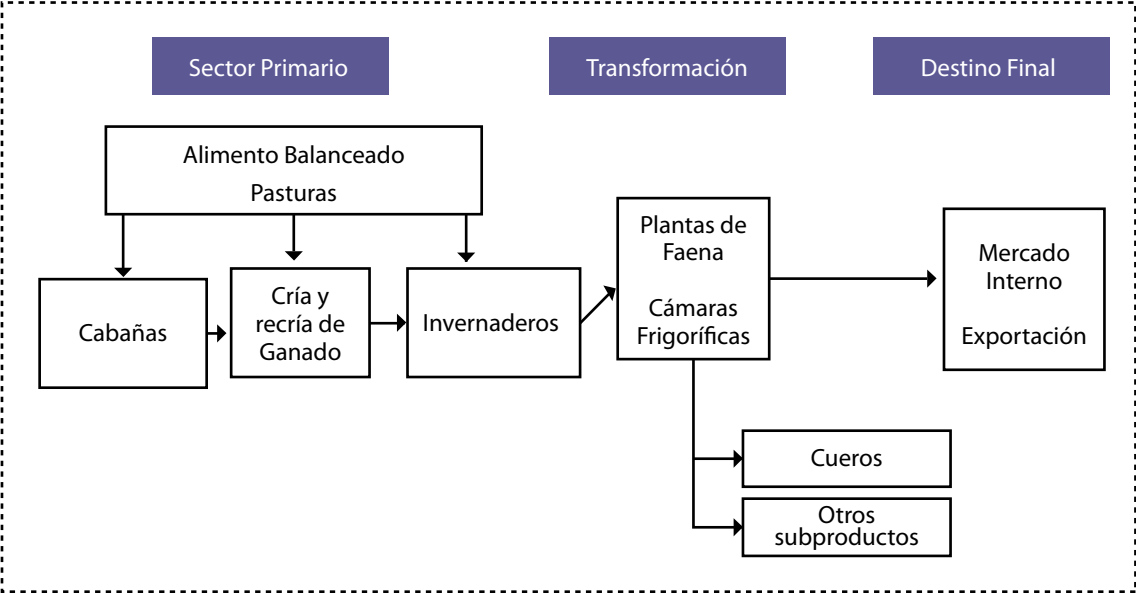 Sector Primario
Transformación
Destino Final
Alimento Balanceado
Pasturas
Cabañas
Cría y
recría de
Ganado
Invernaderos
Plantas de
Faena
Cámaras
Frigoríficas
Mercado
Interno
Exportación
Cueros
Otros
subproductos